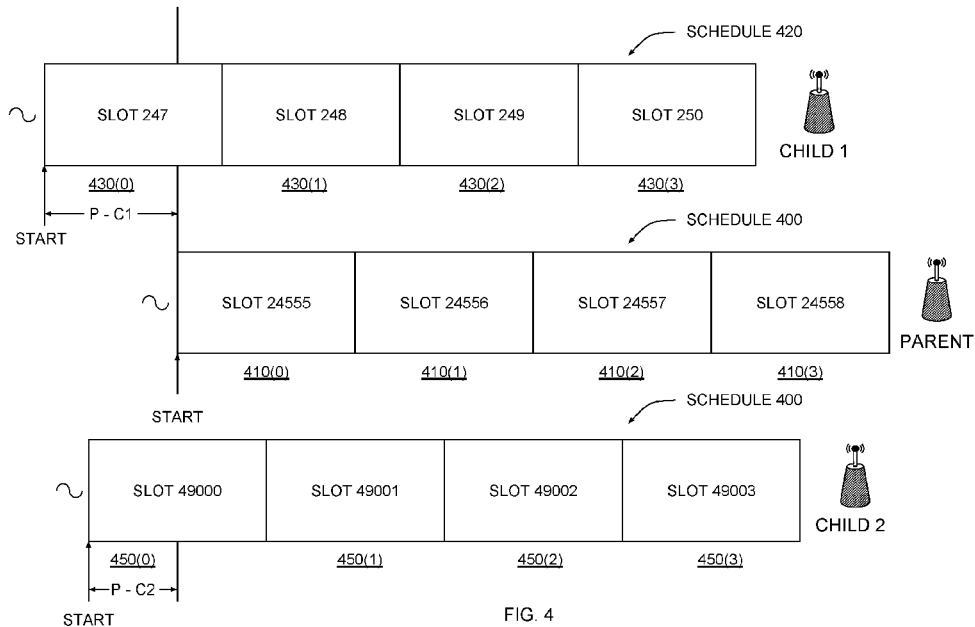 SCHEDULE 420
SLOT 247
SLOT 248
SLOT 249
SLOT 250
CHILD 1
430(0)
430(1)
430(2)
430(3)
P - C1
START
SCHEDULE 400
SLOT 24555
SLOT 24556
SLOT 24557
SLOT 24558
PARENT
410(0)
410(1)
410(2)
410(3)
START
SCHEDULE 400
SLOT 49000
SLOT 49001
SLOT 49002
SLOT 49003
CHILD 2
450(0)
450(1)
450(2)
450(3)
P - C2
START
FIG. 4